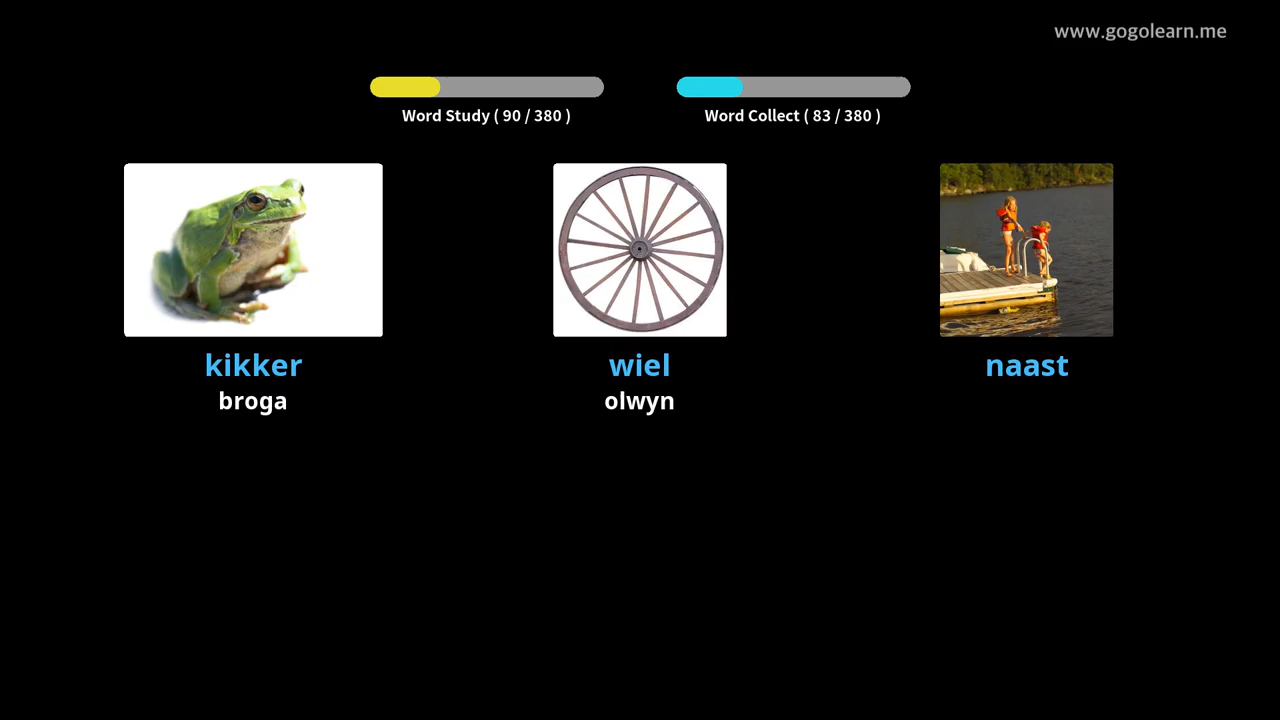 www.gogolearn.me
Word Study ( 90 / 380 )
Word Collect ( 83 / 380 )
kikker
broga
wiel
olwyn
naast